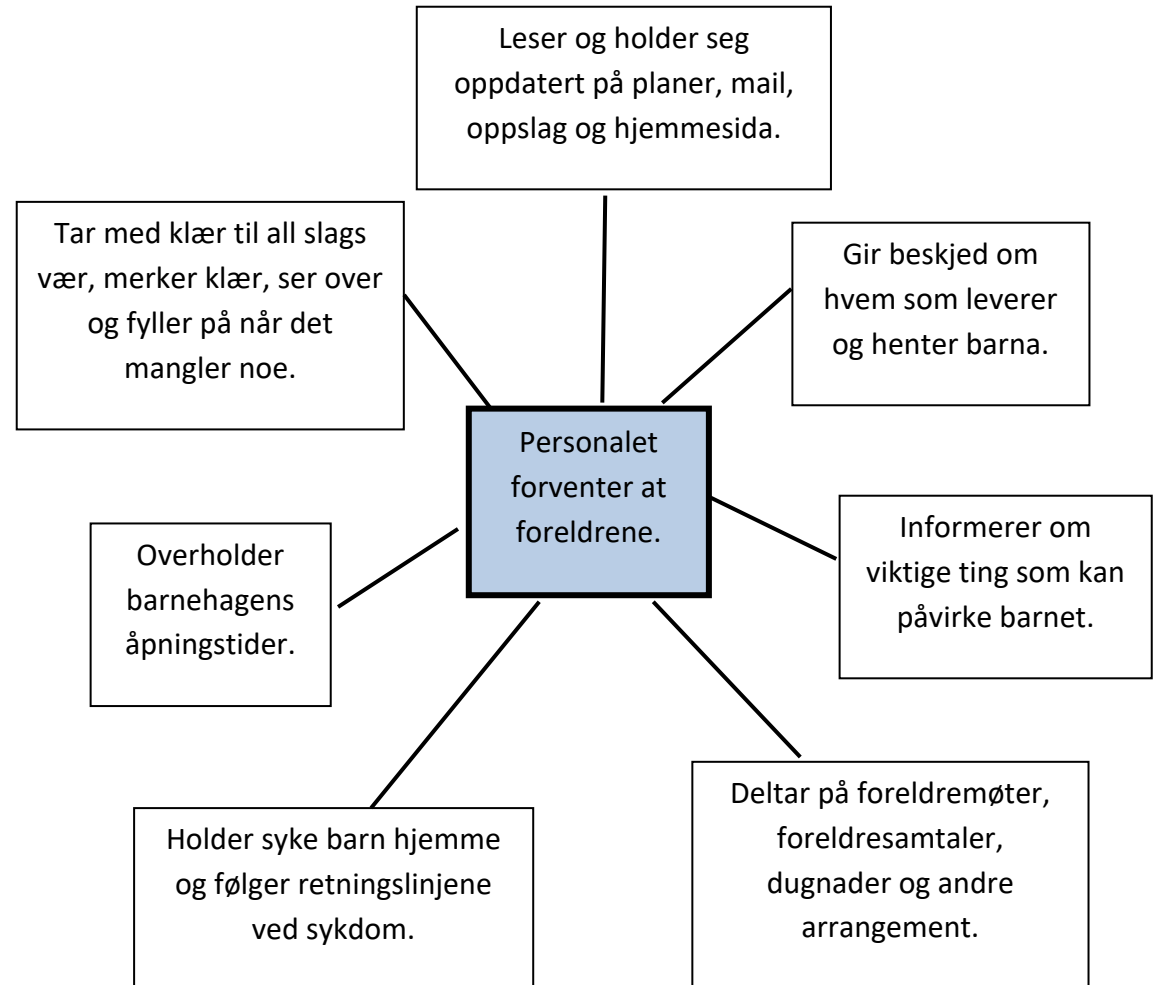 Leser og holder seg
oppdatert på planer, mail,
oppslag og hjemmesida.
Tar med klær til all slags
vær, merker klær, ser over
og fyller på når det
mangler noe.
Gir beskjed om
hvem som leverer
og henter barna.
Personalet
forventer at
foreldrene.
Overholder
barnehagens
åpningstider.
Informerer om
viktige ting som kan
påvirke barnet.
Holder syke barn hjemme
og følger retningslinjene
ved sykdom.
Deltar på foreldremøter,
foreldresamtaler,
dugnader og andre
arrangement.